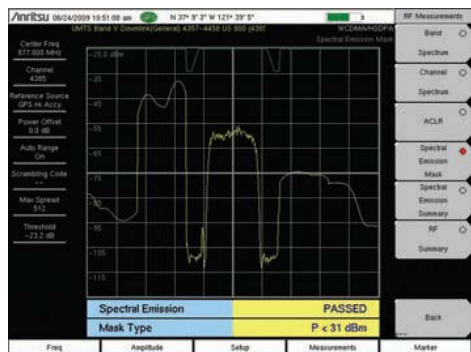 Anritsu 08/24/2009 10:51:08 am N 37° 9' 3" W 121° 39' 5"
UMTS Band V Downlink(General) 4357-4458 US 800 (4385 WCDMA/HSDPA
Spectral Emission Mask
Center Freq
877.000 MHz
Channel
4385
Reference Source
GPS Hi Accy
Power Offset
0.0 dB
Auto Range
On
Scrambling Code
--
Max Spread
512
Threshold
-23.2 dB
-25.0 dBm
-35
-45
-55
-65
-75
-85
-95
-105
-115
Spectral Emission PASSED
Mask Type P < 31 dBm
RF Measurements
Band
Spectrum
Channel
Spectrum
ACLR
Spectral
Emission
Mask
Spectral
Emission
Summary
RF
Summary
Back
Freq Amplitude Setup Measurements Marker